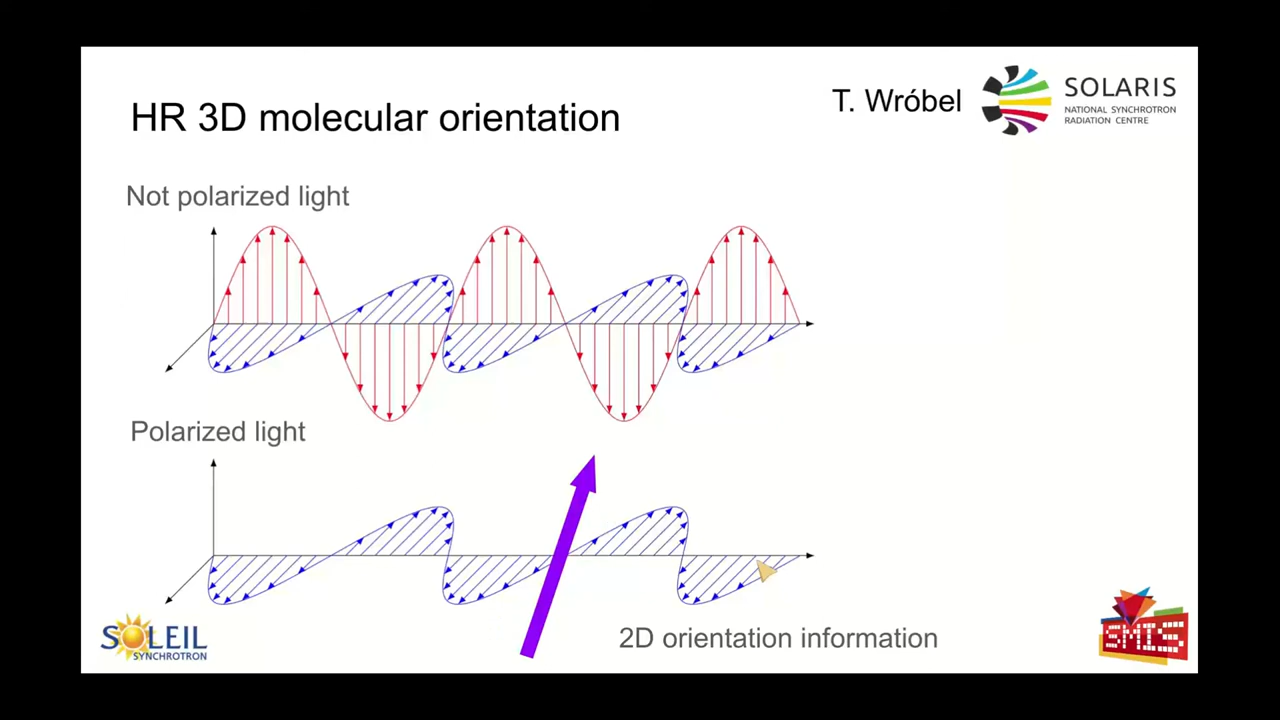 HR 3D molecular orientation
T. Wróbel
SOLARIS
NATIONAL SYNCHROTRON
RADIATION CENTRE
Not polarized light
Polarized light
2D orientation information
SOLEIL
SYNCHROTRON
SMIS